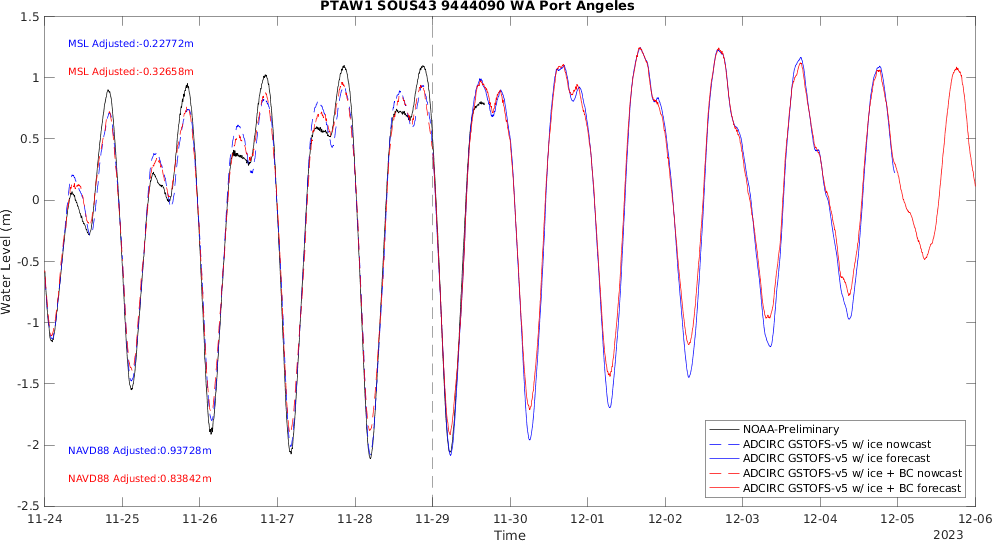 PTAW1 SOUS43 9444090 WA Port Angeles
MSL Adjusted:-0.22772m
MSL Adjusted:-0.32658m
NAVD88 Adjusted:0.93728m
NAVD88 Adjusted:0.83842m
Water Level (m)
1.5
1
0.5
0
-0.5
-1
-1.5
-2
-2.5
NOAA-Preliminary
ADCIRC GSTOFS-v5 w/ ice nowcast
ADCIRC GSTOFS-v5 w/ ice forecast
ADCIRC GSTOFS-v5 w/ ice + BC nowcast
ADCIRC GSTOFS-v5 w/ ice + BC forecast
11-24 11-25 11-26 11-27 11-28 11-29 11-30 12-01 12-02 12-03 12-04 12-05 12-06
Time
2023